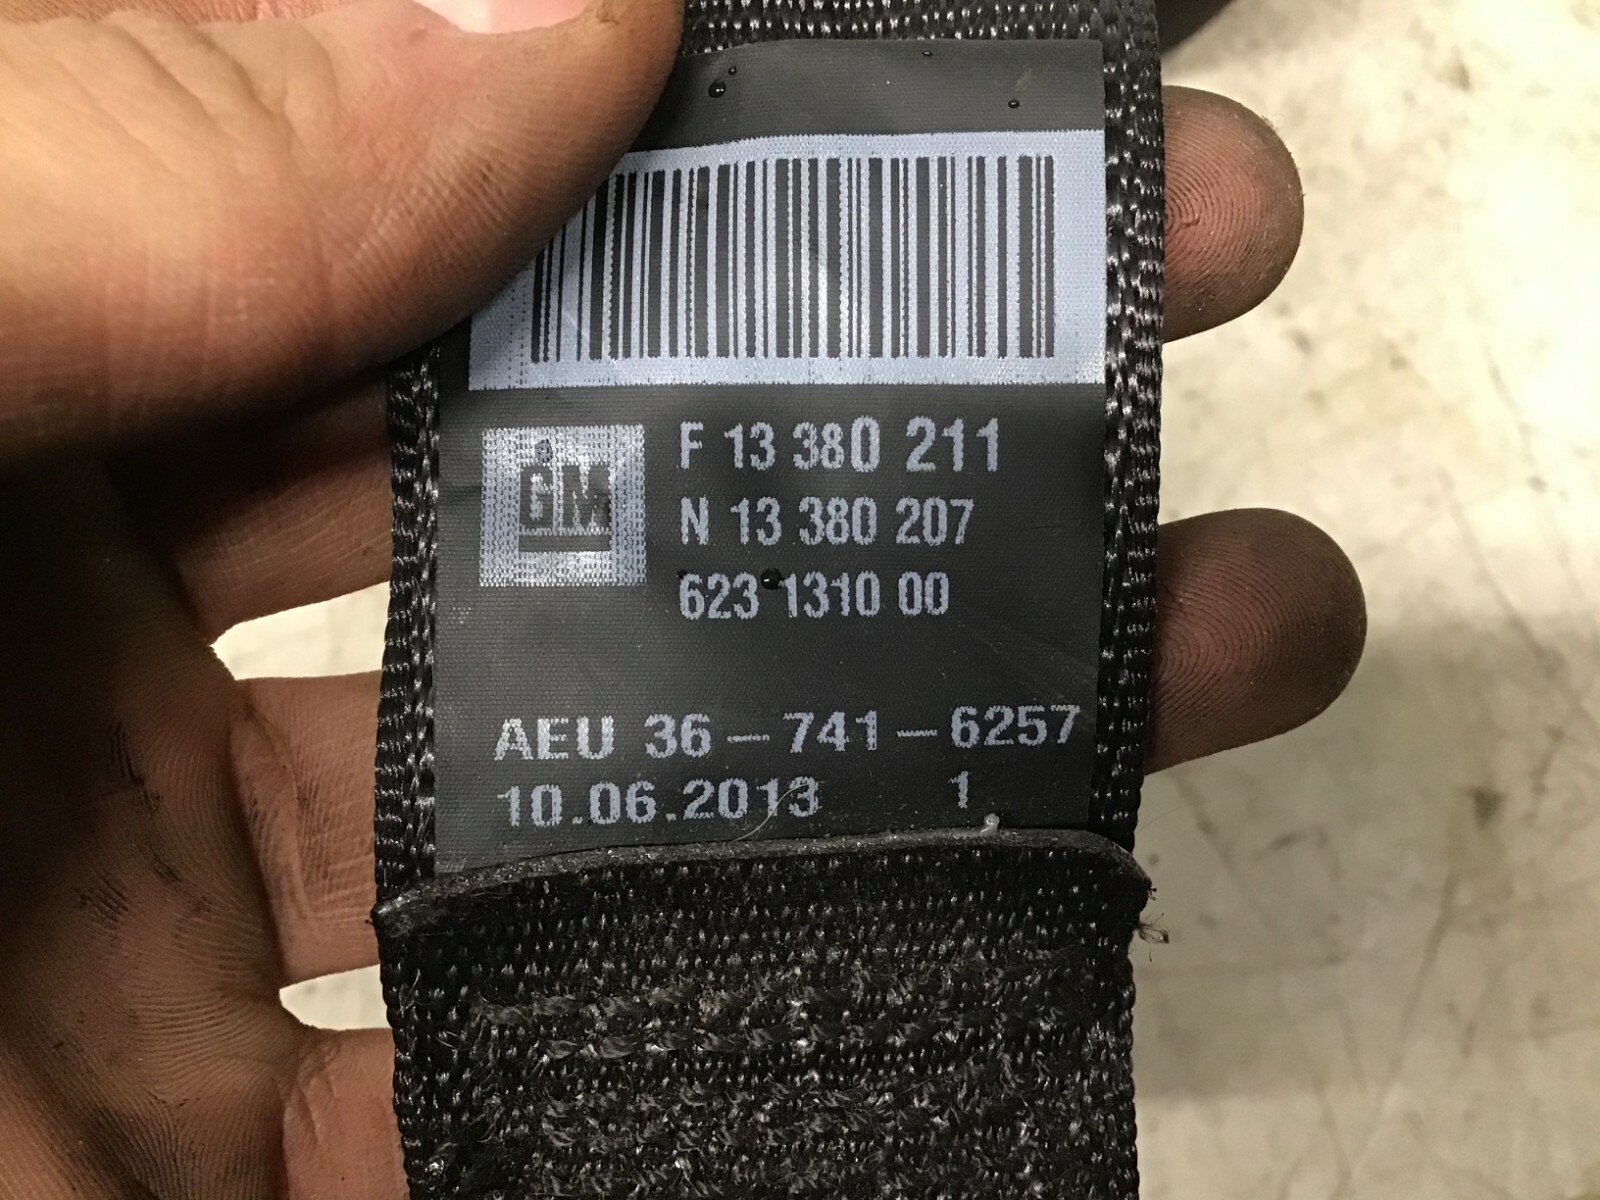 GM
F 13 380 211
N 13 380 207
623 1310 00
AEU 36-741-6257
10.06.2013 1